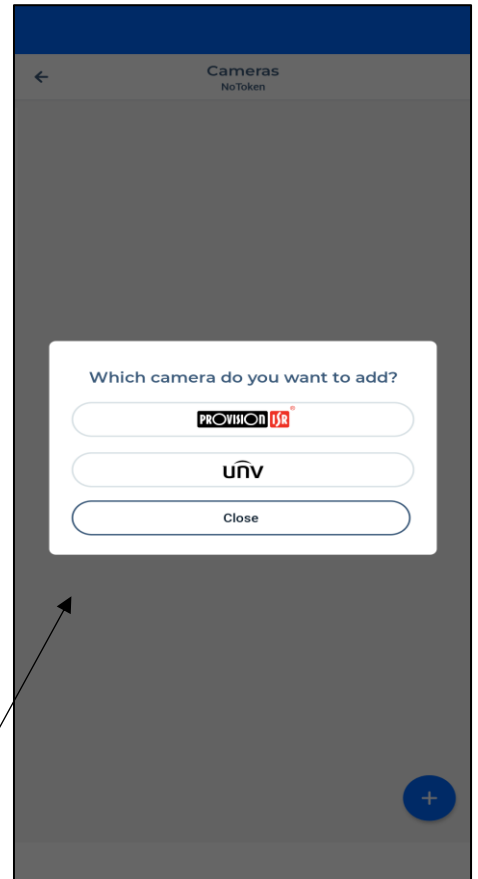 Cameras
NoToken
Which camera do you want to add?
PROVISION ISR
unv
Close